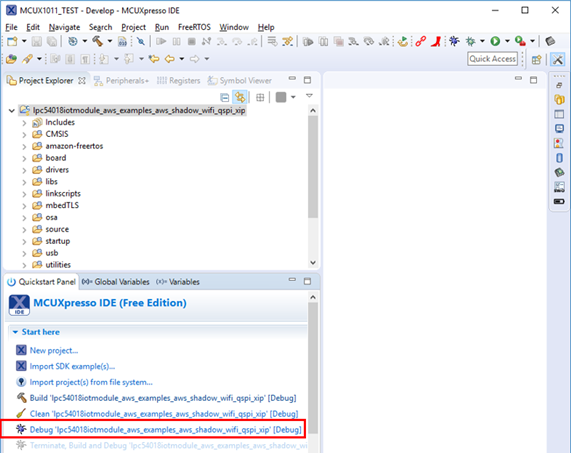 MCUX1011_TEST - Develop - MCUXpresso IDE
File Edit Navigate Search Project Run FreeRTOS Window Help
Quick Access
Project Explorer Peripherals+ Registers Symbol Viewer
lpc54018iotmodule_aws_examples_aws_shadow_wifi_qspi_xip
Includes
CMSIS
amazon-freertos
board
drivers
libs
linkscripts
mbedTLS
osa
source
startup
usb
utilities
Quickstart Panel (x)= Global Variables (x)= Variables
IDE
MCUXpresso IDE (Free Edition)
Start here
New project...
Import SDK example(s)...
Import project(s) from file system...
Build 'lpc54018iotmodule_aws_examples_aws_shadow_wifi_qspi_xip' [Debug]
Clean 'lpc54018iotmodule_aws_examples_aws_shadow_wifi_qspi_xip' [Debug]
Debug 'lpc54018iotmodule_aws_examples_aws_shadow_wifi_qspi_xip' [Debug]
Terminate, Build and Debug 'lpc54018iotmodule_aws_examples_aws_shadow_wifi_qspi_xip'